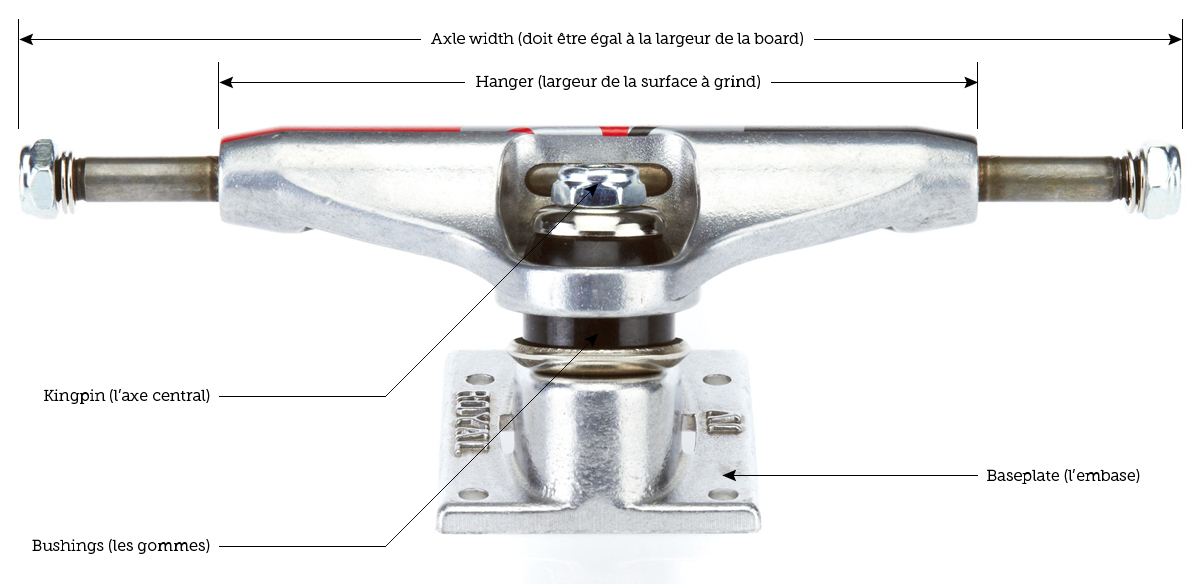 Axle width (doit être égal à la largeur de la board)
Hanger (largeur de la surface à grind)
Kingpin (l'axe central)
ROYAL
Baseplate (l'embase)
Bushings (les gommes)